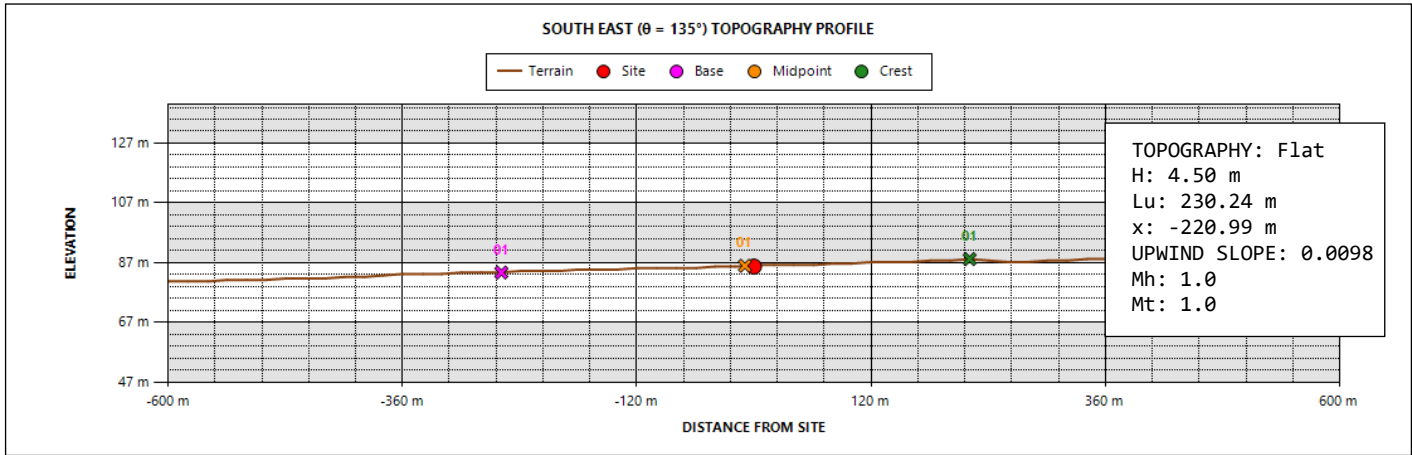 SOUTH EAST (θ = 135°) TOPOGRAPHY PROFILE
Terrain Site Base Midpoint Crest
127 m
107 m
87 m
67 m
47 m
ELEVATION
01 01 01
TOPOGRAPHY: Flat
H: 4.50 m
Lu: 230.24 m
x: -220.99 m
UPWIND SLOPE: 0.0098
Mh: 1.0
Mt: 1.0
-600 m -360 m -120 m 120 m 360 m 600 m
DISTANCE FROM SITE